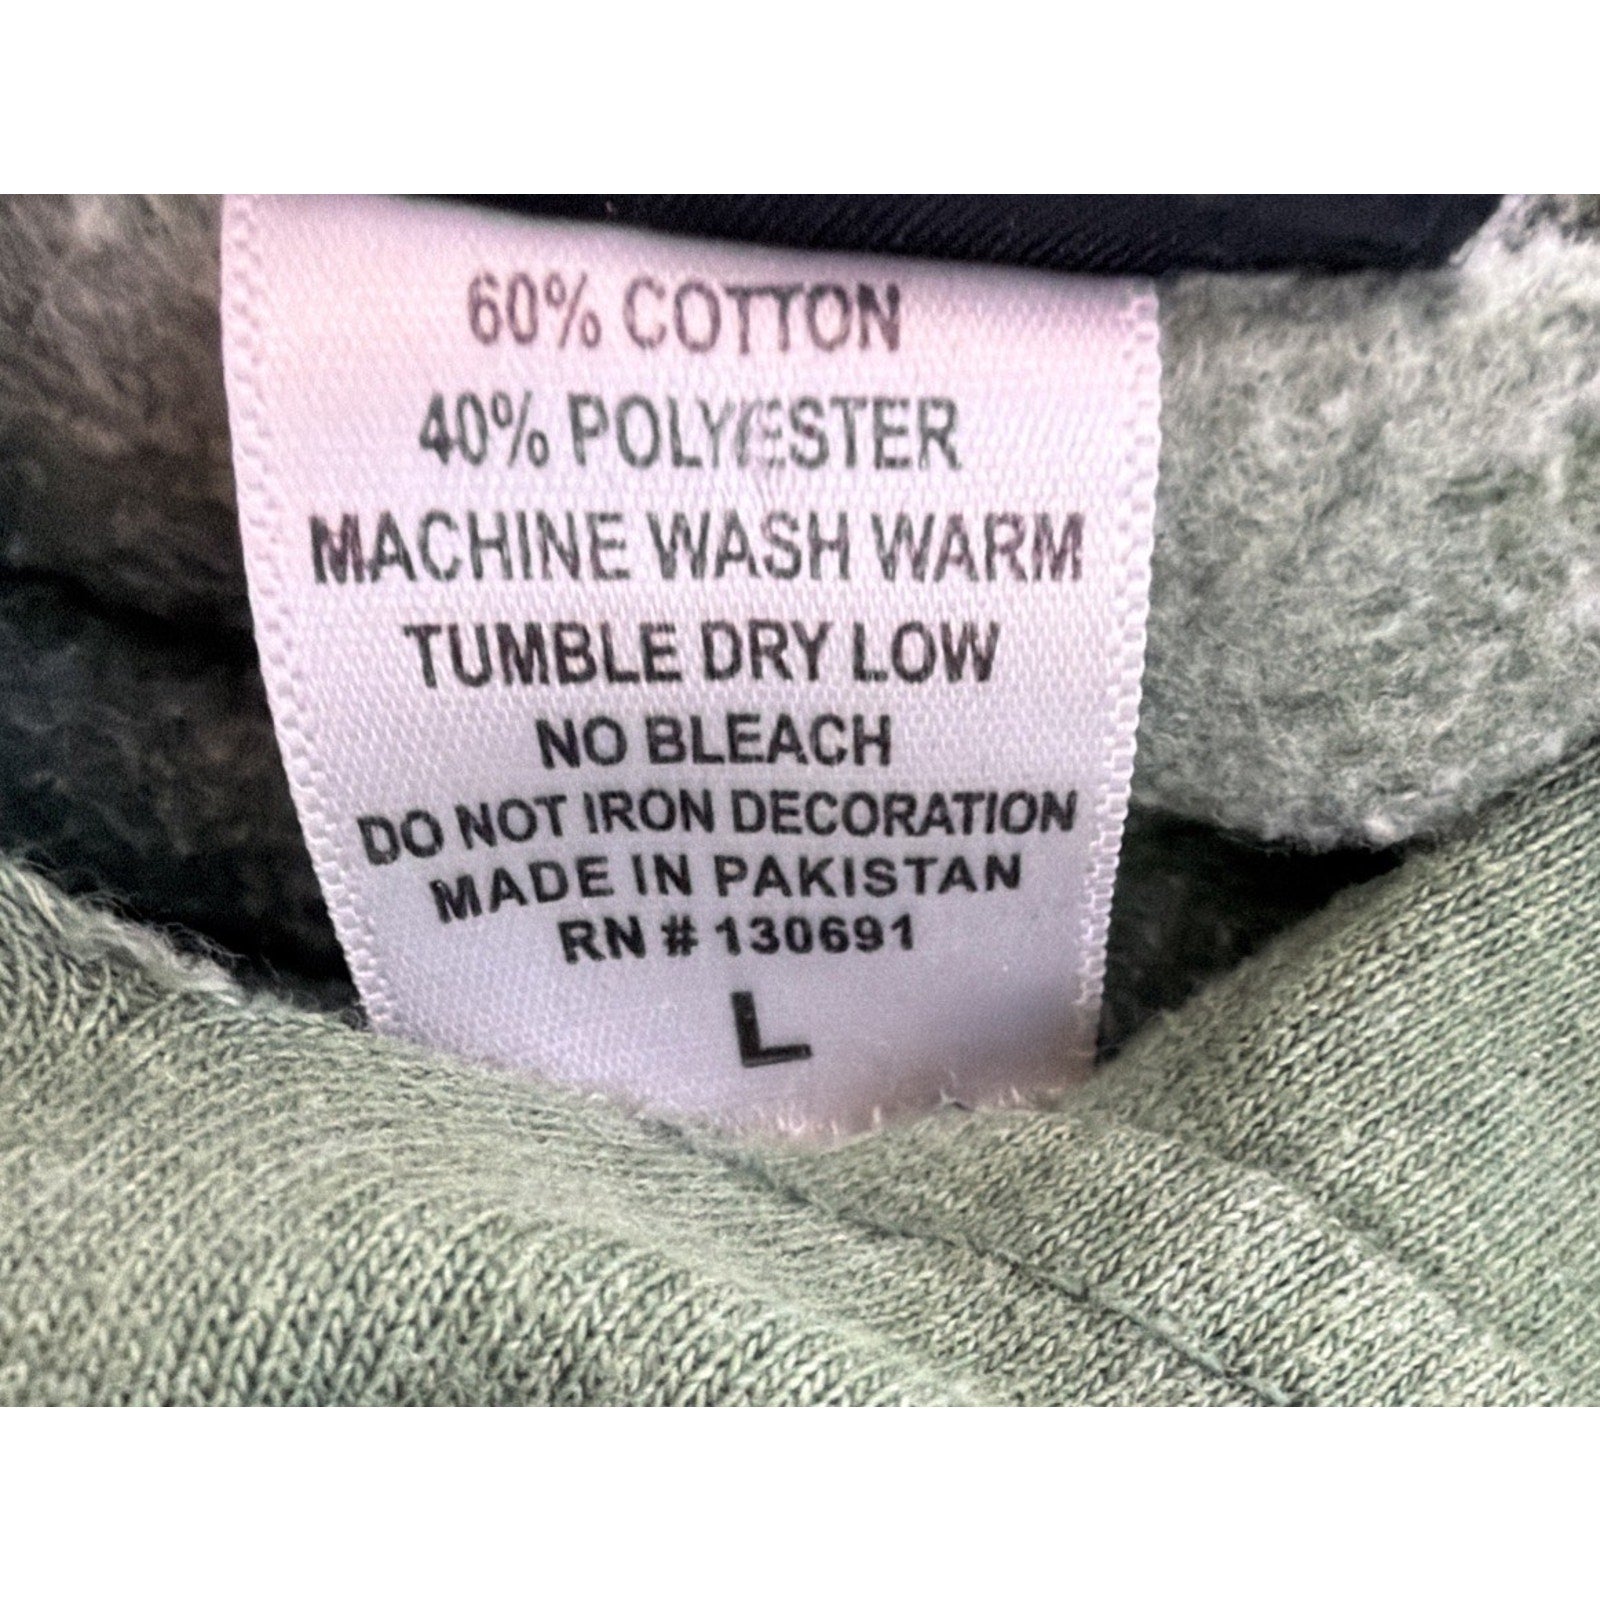 60% COTTON
40% POLYESTER
MACHINE WASH WARM
TUMBLE DRY LOW
NO BLEACH
DO NOT IRON DECORATION
MADE IN PAKISTAN
RN # 130691
L